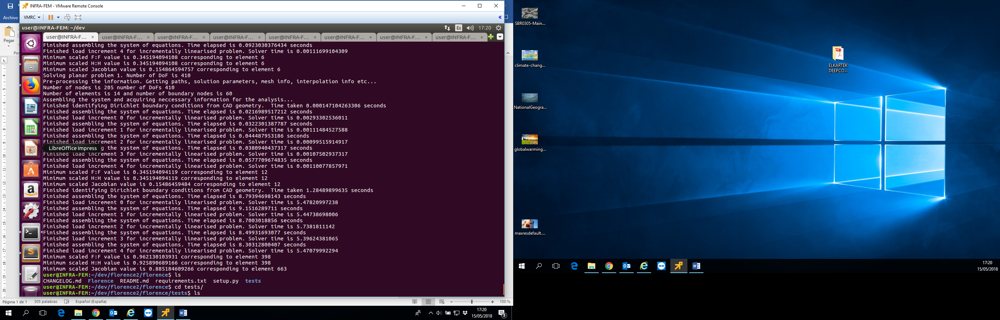 INFRA-FEM - VMware Remote Console
Archivo
VMRC
Pegar
user@INFRA-FEM: ~/dev
Es
17:20
user@INFRA-F... × user@INFRA-F... × user@INFRA-F... × user@INFRA-F... × user@INFRA-F... × user@INFRA-F... × user@INFRA-F... × user@INFRA-F... ×
Finished assembling the system of equations. Time elapsed is 0.0923030376434 seconds
Finished load increment 4 for incrementally linearised problem. Solver time is 0.00111699104309
Minimum scaled F:F value is 0.345194094108 corresponding to element 6
Minimum scaled H:H value is 0.345194094108 corresponding to element 6
Minimum scaled Jacobian value is 0.154864594757 corresponding to element 6
Solving planar problem 1. Number of DoF is 410
Pre-processing the information. Getting paths, solution parameters, mesh info, interpolation info etc...
Number of nodes is 205 number of DoFs 410
Number of elements is 14 and number of boundary nodes is 60
Assembling the system and acquiring neccessary information for the analysis...
Finished identifying Dirichlet boundary conditions from CAD geometry.  Time taken 0.000147104263306 seconds
Finished assembling the system of equations. Time elapsed is 0.0216989517212 seconds
Finished load increment 0 for incrementally linearised problem. Solver time is 0.00293302536011
Finished assembling the system of equations. Time elapsed is 0.0322301387787 seconds
Finished load increment 1 for incrementally linearised problem. Solver time is 0.00111484527588
Finished assembling the system of equations. Time elapsed is 0.044487953186 seconds
Finished load increment 2 for incrementally linearised problem. Solver time is 0.00099515914917
LibreOffice Impress
g the system of equations. Time elapsed is 0.0380940437317 seconds
Finished load increment 3 for incrementally linearised problem. Solver time is 0.00107502937317
Finished assembling the system of equations. Time elapsed is 0.0577709674835 seconds
Finished load increment 4 for incrementally linearised problem. Solver time is 0.00110077857971
Minimum scaled F:F value is 0.345194094119 corresponding to element 12
Minimum scaled H:H value is 0.345194094119 corresponding to element 12
Minimum scaled Jacobian value is 0.15486459484 corresponding to element 12
Finished identifying Dirichlet boundary conditions from CAD geometry.  Time taken 1.28489899635 seconds
Finished assembling the system of equations. Time elapsed is 8.79394698143 seconds
Finished load increment 0 for incrementally linearised problem. Solver time is 5.47820997238
Finished assembling the system of equations. Time elapsed is 9.1516289711 seconds
Finished load increment 1 for incrementally linearised problem. Solver time is 5.44738698006
Finished assembling the system of equations. Time elapsed is 8.7003018856 seconds
Finished load increment 2 for incrementally linearised problem. Solver time is 5.7381811142
Finished assembling the system of equations. Time elapsed is 8.49931693077 seconds
Finished load increment 3 for incrementally linearised problem. Solver time is 5.39624381065
Finished assembling the system of equations. Time elapsed is 8.30312800407 seconds
Finished load increment 4 for incrementally linearised problem. Solver time is 5.47079992294
Minimum scaled F:F value is 0.962130103931 corresponding to element 398
Minimum scaled H:H value is 0.925890689166 corresponding to element 398
Minimum scaled Jacobian value is 0.885184609266 corresponding to element 663
user@INFRA-FEM:~/dev/florence2/florence$ ls
CHANGELOG.md  Florence  README.md  requirements.txt  setup.py  tests
user@INFRA-FEM:~/dev/florence2/florence$ cd tests/
user@INFRA-FEM:~/dev/florence2/florence/tests$ ls
Página 1 de 1
305 palabras
Español (España)
100 %
17:20
15/05/2018
3
SBR0305-Main...
climate-chang...
NationalGeogra...
globalwarming...
maxresdefault....
PDF
ELKARTEK
DEEPCO...
17:20
15/05/2018